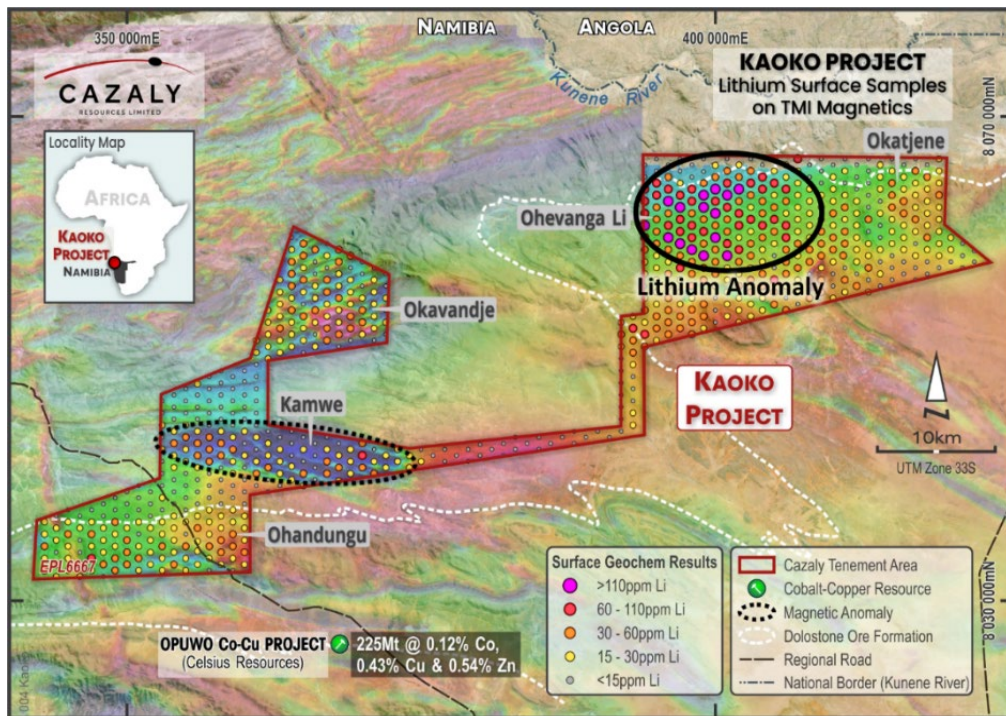 350 000mE
NAMIBIA
ANGOLA
400 000mE
CAZALY
RESOURCES LIMITED
Kunene River
KAOKO PROJECT
Lithium Surface Samples
on TMI Magnetics
8 070 000mN
Locality Map
AFRICA
KAOKO
PROJECT
NAMIBIA
Okatjene
Ohevanga Li
Lithium Anomaly
Okavandje
KAOKO
PROJECT
Kamwe
N
10km
UTM Zone 33S
Ohandungu
EPL6667
Surface Geochem Results
>110ppm Li
60 - 110ppm Li
30 - 60ppm Li
15 - 30ppm Li
<15ppm Li
Cazaly Tenement Area
Cobalt-Copper Resource
Magnetic Anomaly
Dolostone Ore Formation
Regional Road
National Border (Kunene River)
8 030 000mN
OPUWO Co-Cu PROJECT
(Celsius Resources)
225Mt @ 0.12% Co,
0.43% Cu & 0.54% Zn